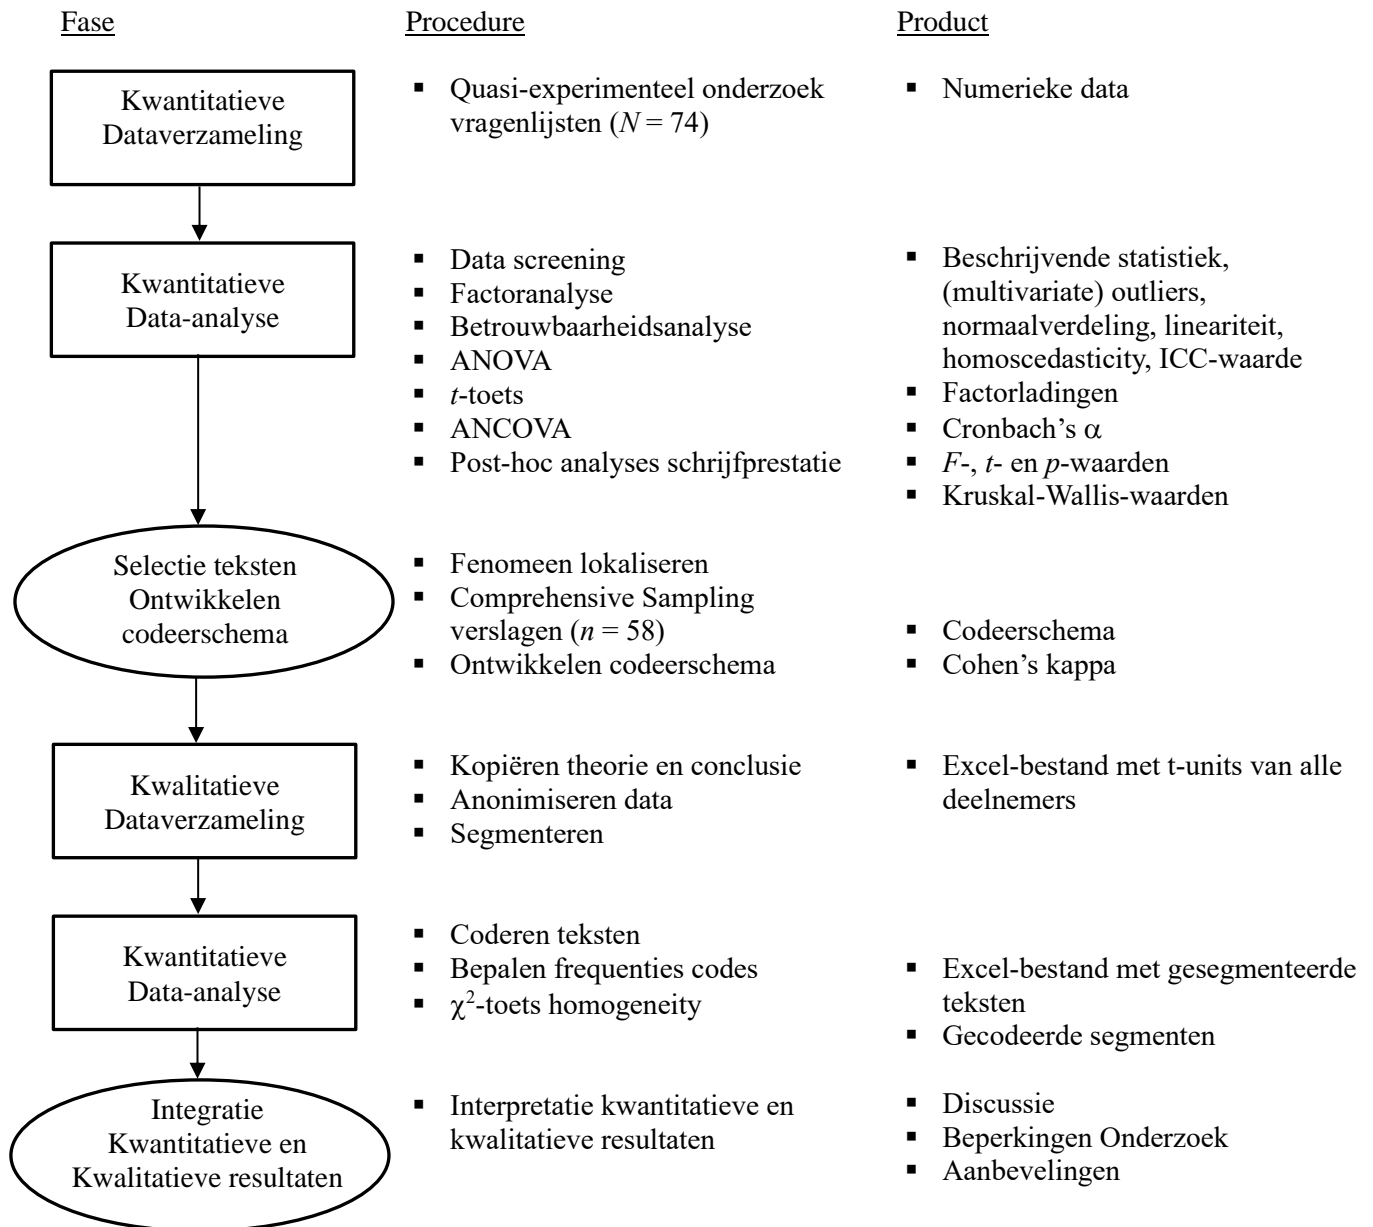 Fase
Procedure
Product
Kwantitatieve
Dataverzameling
▪ Quasi-experimenteel onderzoek
vragenlijsten (N = 74)
▪ Numerieke data
Kwantitatieve
Data-analyse
▪ Data screening
▪ Factoranalyse
▪ Betrouwbaarheidsanalyse
▪ ANOVA
▪ t-toets
▪ ANCOVA
▪ Post-hoc analyses schrijfprestatie
▪ Beschrijvende statistiek,
(multivariate) outliers,
normaalverdeling, lineariteit,
homoscedasticity, ICC-waarde
▪ Factorladingen
▪ Cronbach’s α
▪ F-, t- en p-waarden
▪ Kruskal-Wallis-waarden
Selectie teksten
Ontwikkelen
codeerschema
▪ Fenomeen lokaliseren
▪ Comprehensive Sampling
verslagen (n = 58)
▪ Ontwikkelen codeerschema
▪ Codeerschema
▪ Cohen’s kappa
Kwalitatieve
Dataverzameling
▪ Kopiëren theorie en conclusie
▪ Anonimiseren data
▪ Segmenteren
▪ Excel-bestand met t-units van alle
deelnemers
Kwantitatieve
Data-analyse
▪ Coderen teksten
▪ Bepalen frequenties codes
▪ χ²-toets homogeneity
▪ Excel-bestand met gesegmenteerde
teksten
▪ Gecodeerde segmenten
Integratie
Kwantitatieve en
Kwalitatieve resultaten
▪ Interpretatie kwantitatieve en
kwalitatieve resultaten
▪ Discussie
▪ Beperkingen Onderzoek
▪ Aanbevelingen